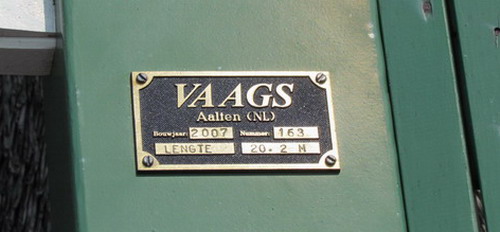 VAAGS
Aalten (NL)
Bouwjaar: 2007 Nummer: 163
LENGTE 20.2 M